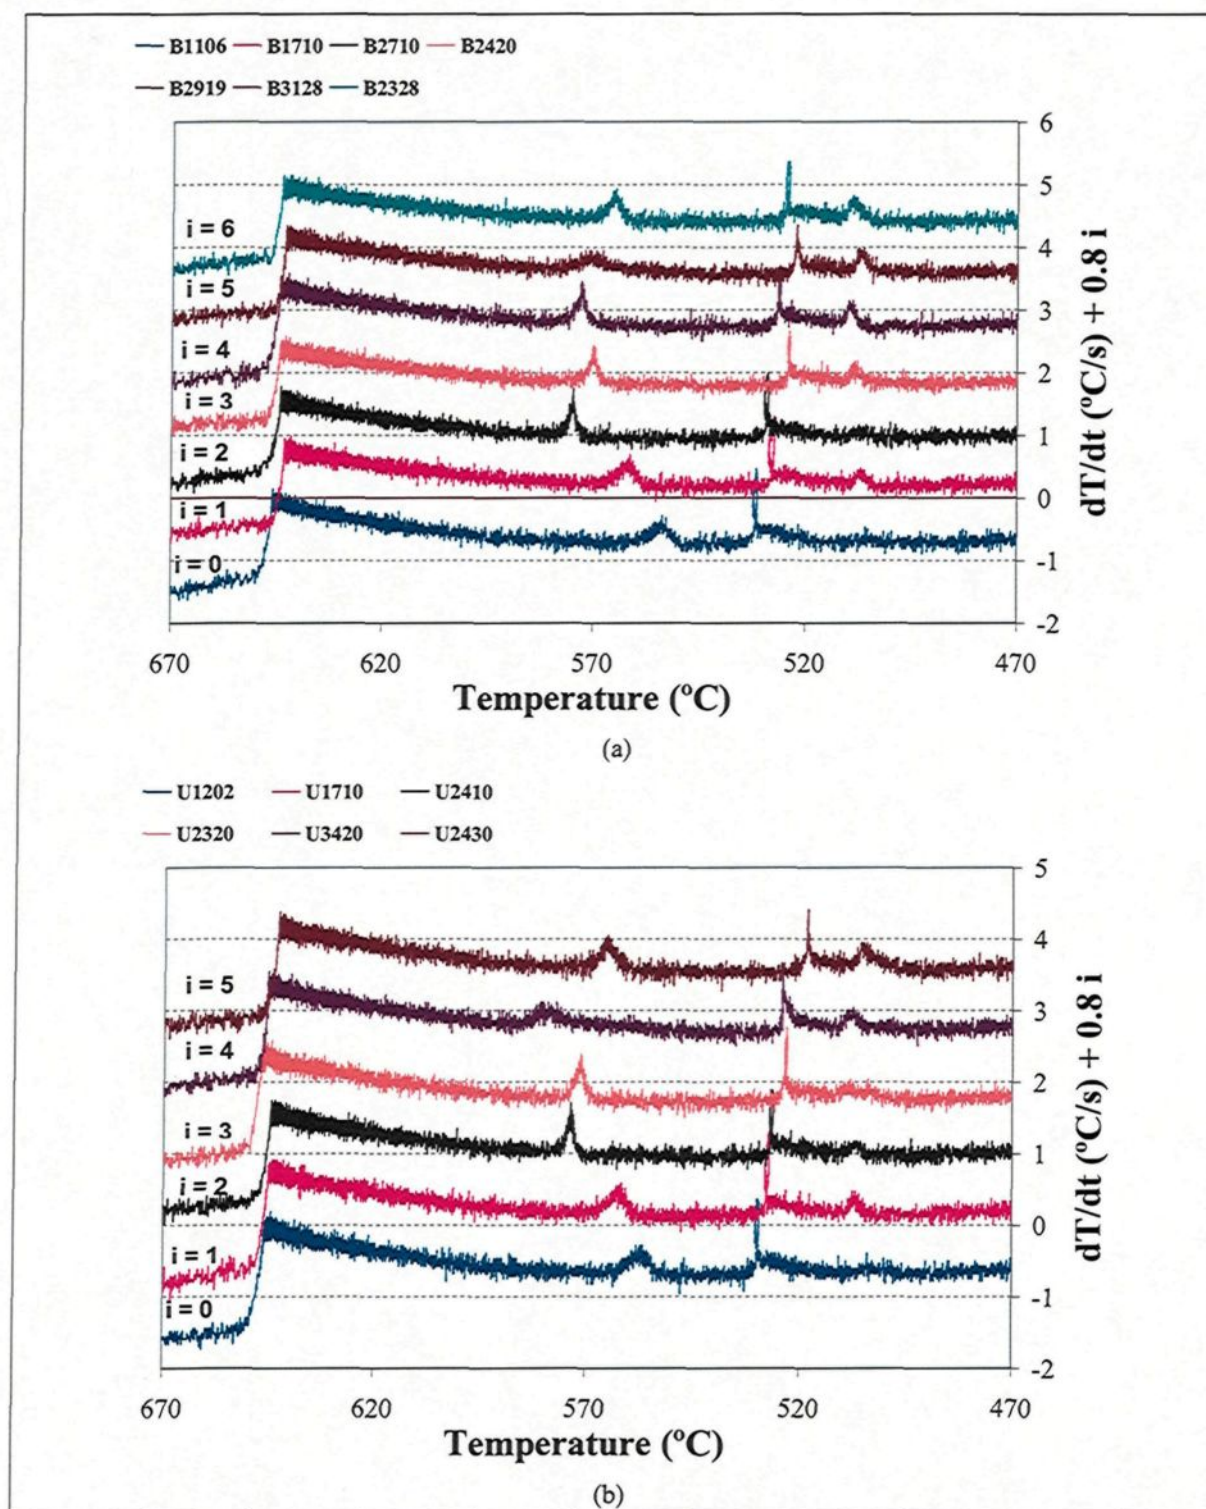 B1106 B1710 B2710 B2420
B2919 B3128 B2328
6
5
i = 6
4
i = 5
3
i = 4
2
i = 3
1
i = 2
0
i = 1
-1
i = 0
-2
dT/dt (ºC/s) + 0.8 i
670 620 570 520 470
Temperature (ºC)
(a)
U1202 U1710 U2410
U2320 U3420 U2430
5
4
i = 5
3
i = 4
2
i = 3
1
i = 2
0
i = 1
-1
i = 0
-2
dT/dt (ºC/s) + 0.8 i
670 620 570 520 470
Temperature (ºC)
(b)